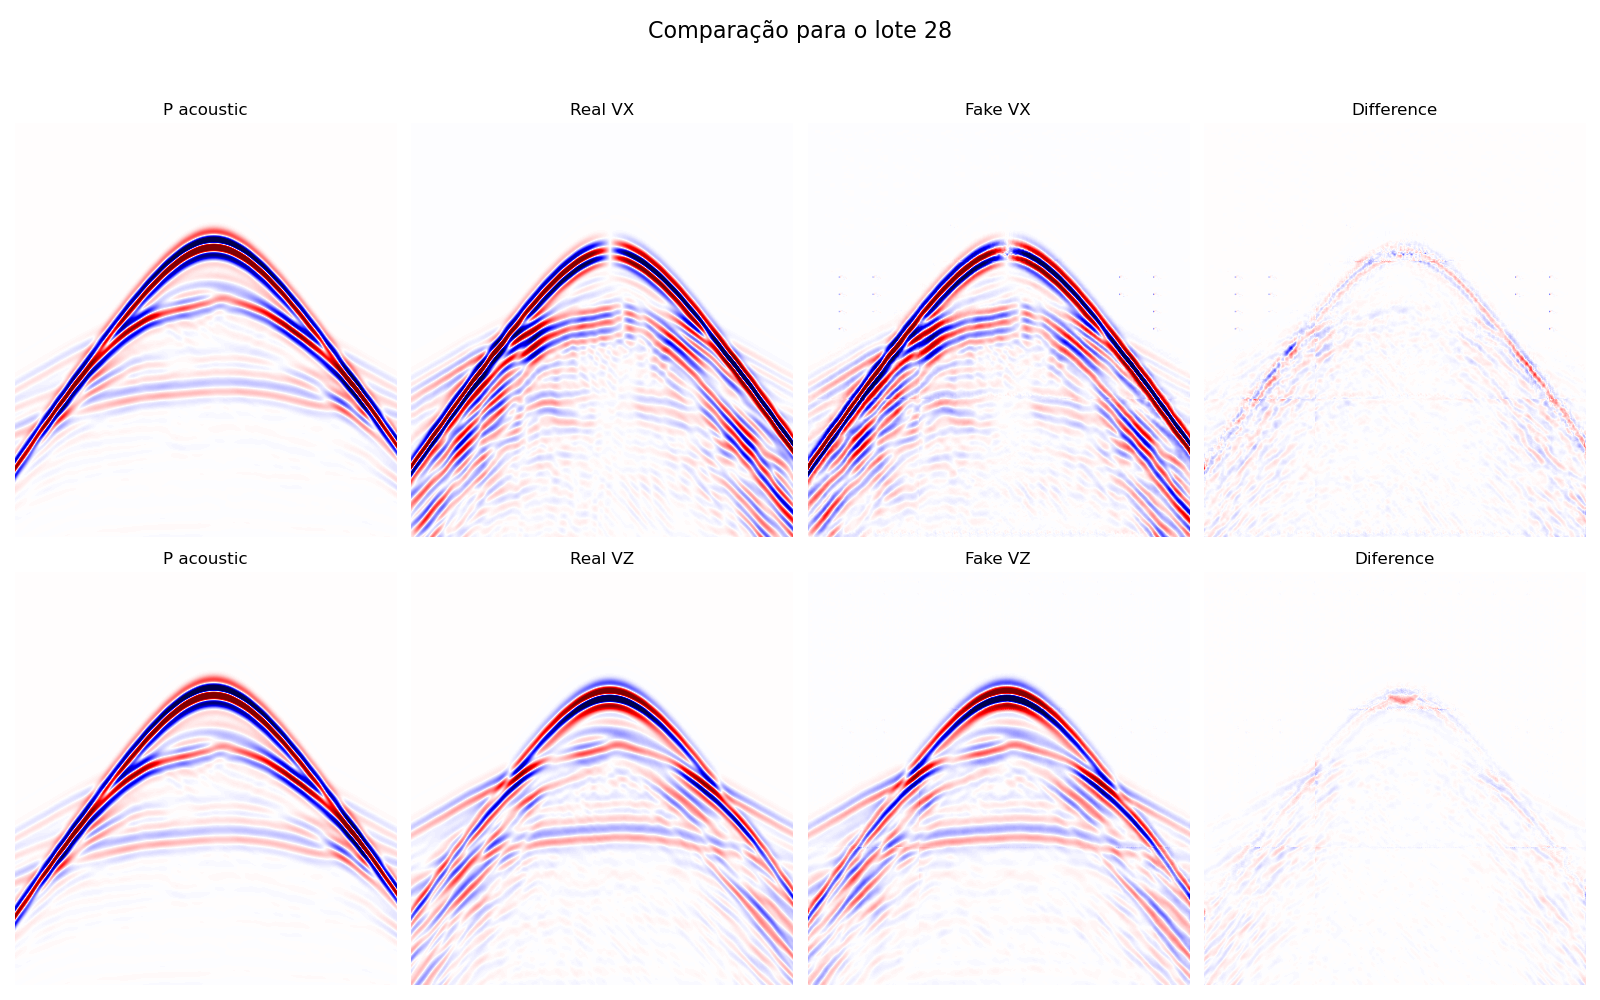 Comparação para o lote 28
P acoustic
Real VX
Fake VX
Difference
P acoustic
Real VZ
Fake VZ
Diference